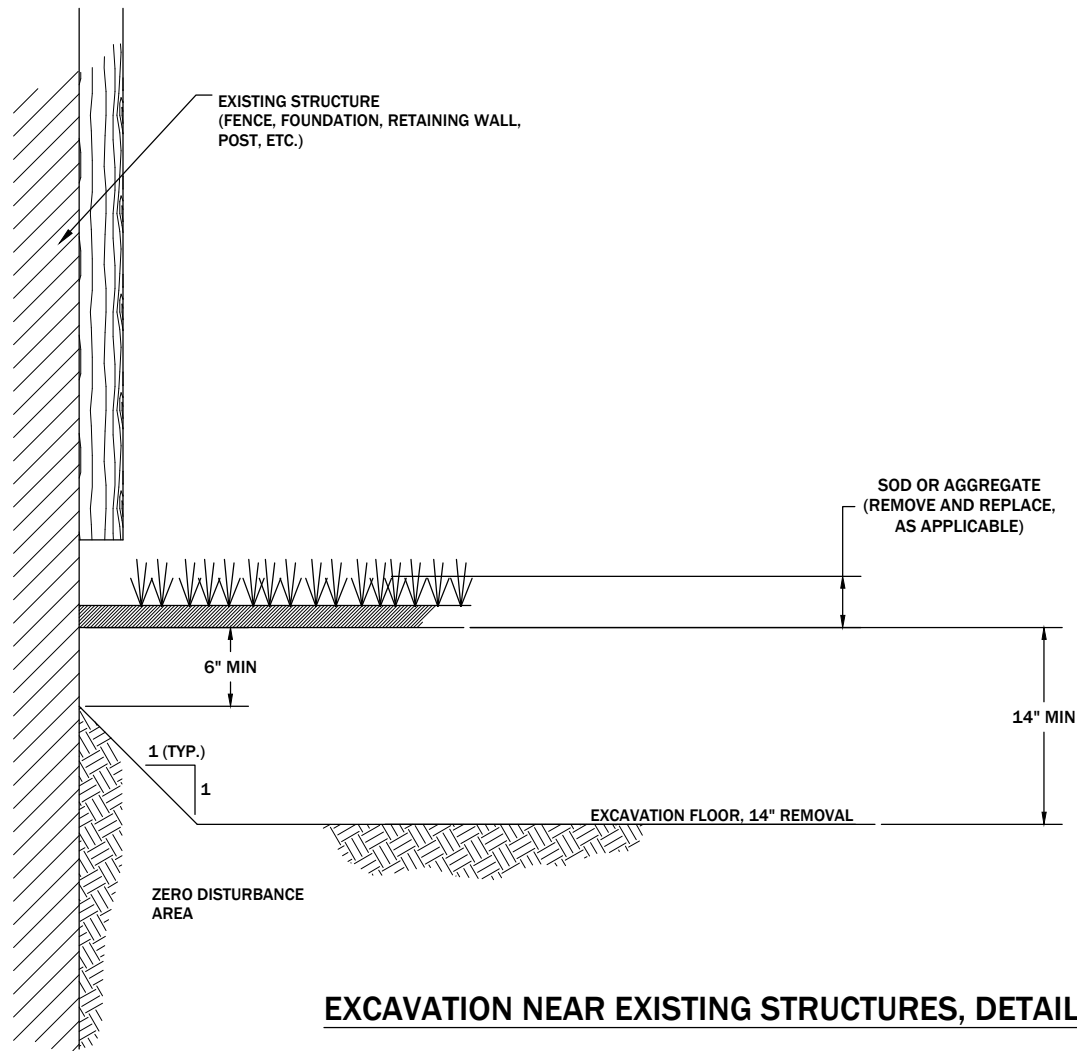 EXISTING STRUCTURE
(FENCE, FOUNDATION, RETAINING WALL,
POST, ETC.)
SOD OR AGGREGATE
(REMOVE AND REPLACE,
AS APPLICABLE)
6" MIN
14" MIN
1 (TYP.)
1
EXCAVATION FLOOR, 14" REMOVAL
ZERO DISTURBANCE
AREA
EXCAVATION NEAR EXISTING STRUCTURES, DETAIL